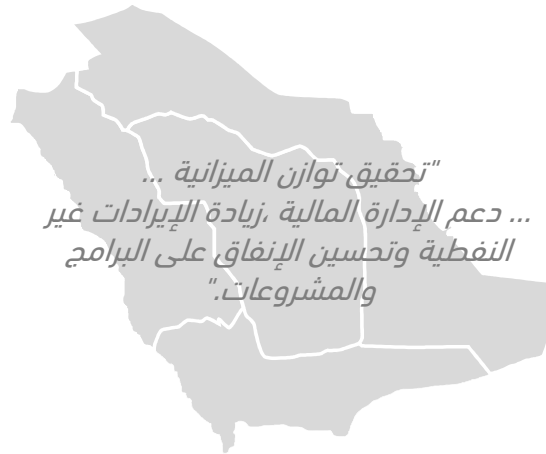 "تحقيق توازن الميزانية ...
... دعم الإدارة المالية ،زيادة الإيرادات غير
النفطية وتحسين الإنفاق على البرامج
والمشروعات."